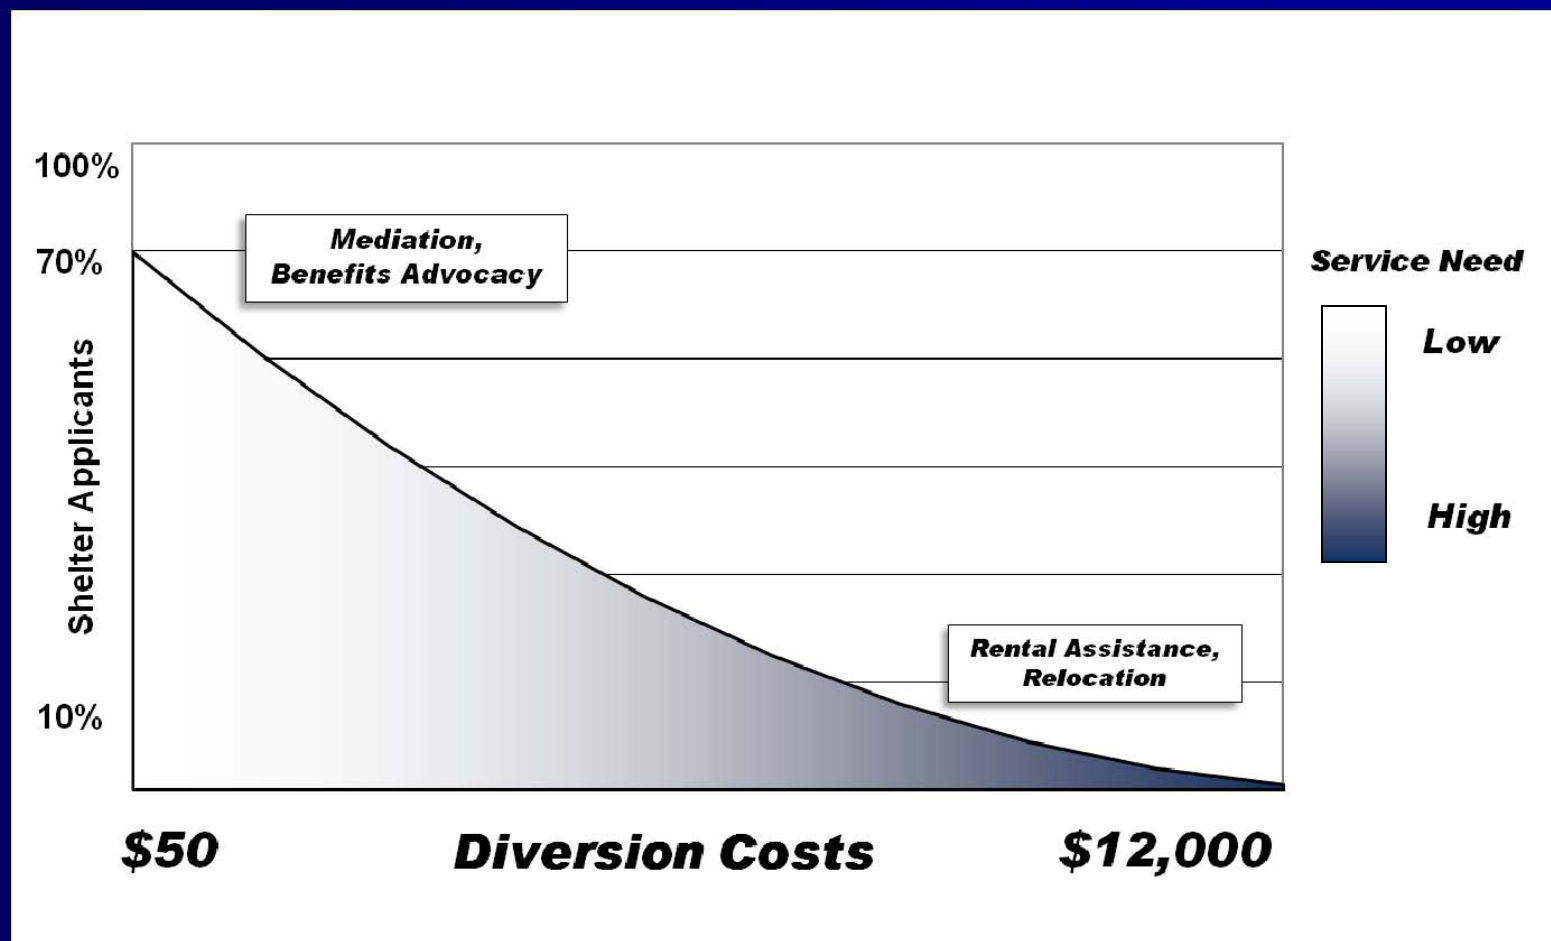 100%
Mediation,
Benefits Advocacy
70%
Service Need
Low
High
Shelter Applicants
Rental Assistance,
Relocation
10%
$50
Diversion Costs
$12,000